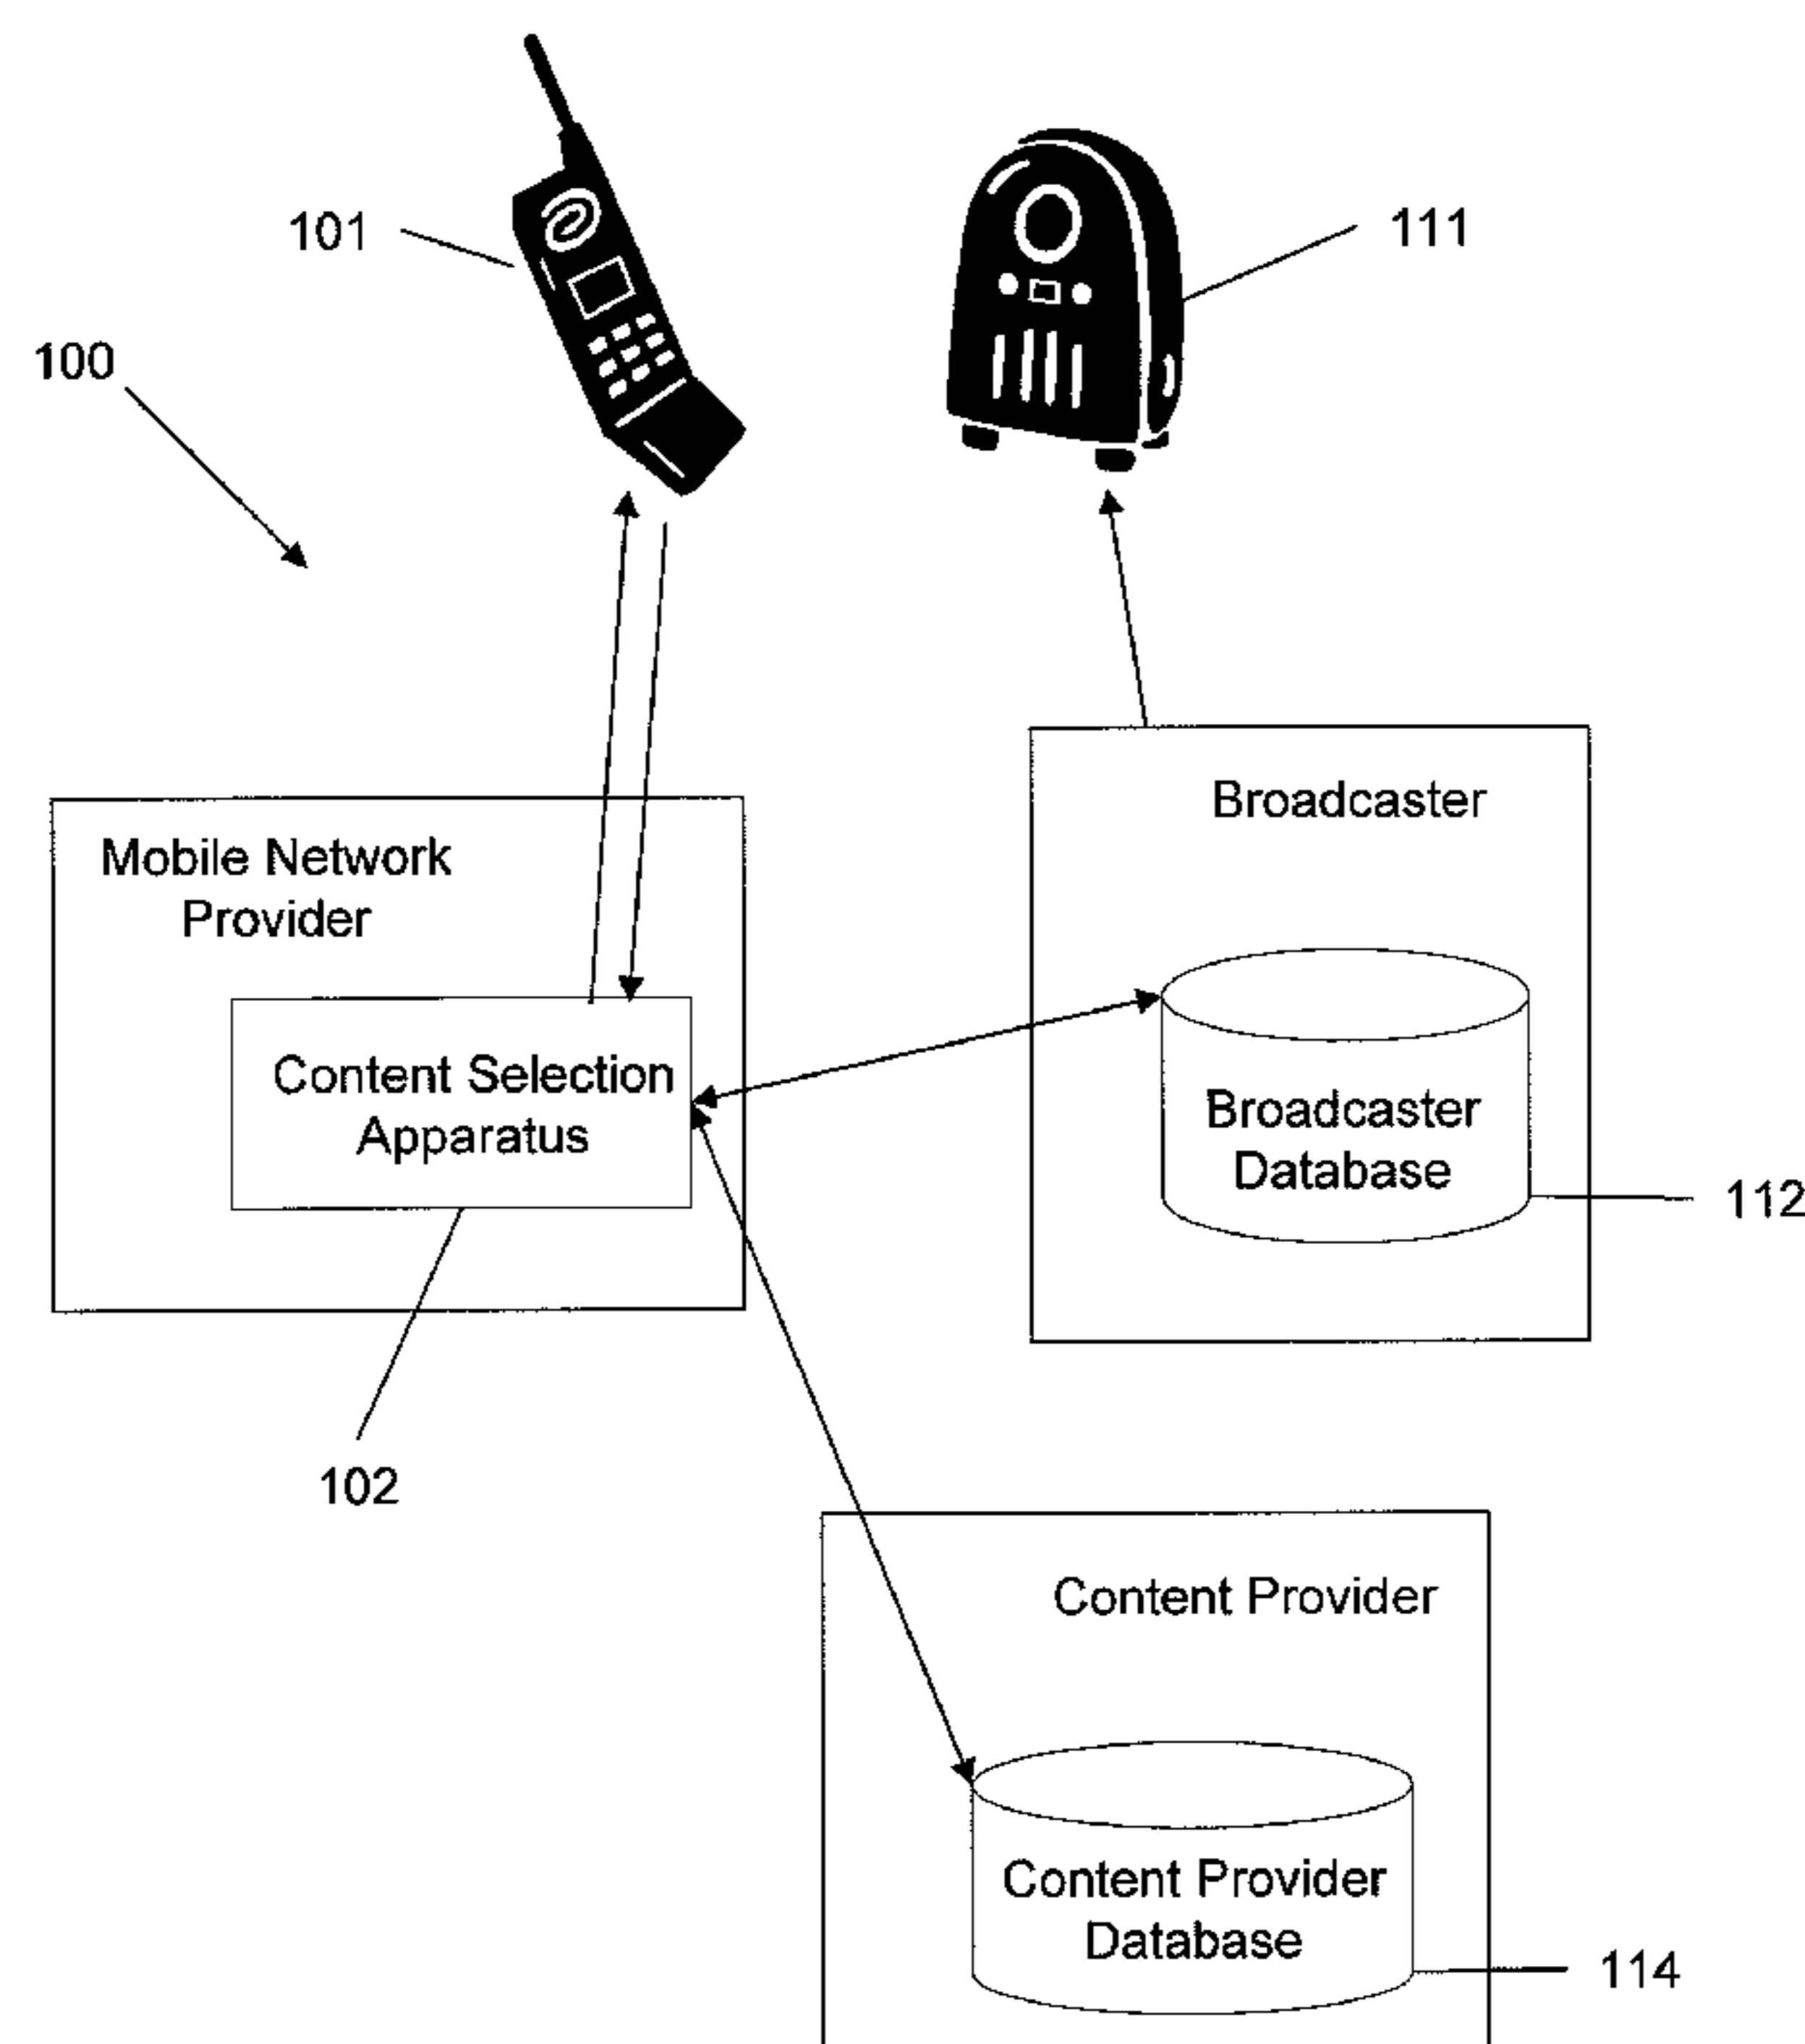 101
111
100
Broadcaster
Mobile Network
Provider
Content Selection
Apparatus
Broadcaster
Database
112
102
Content Provider
Content Provider
Database
114